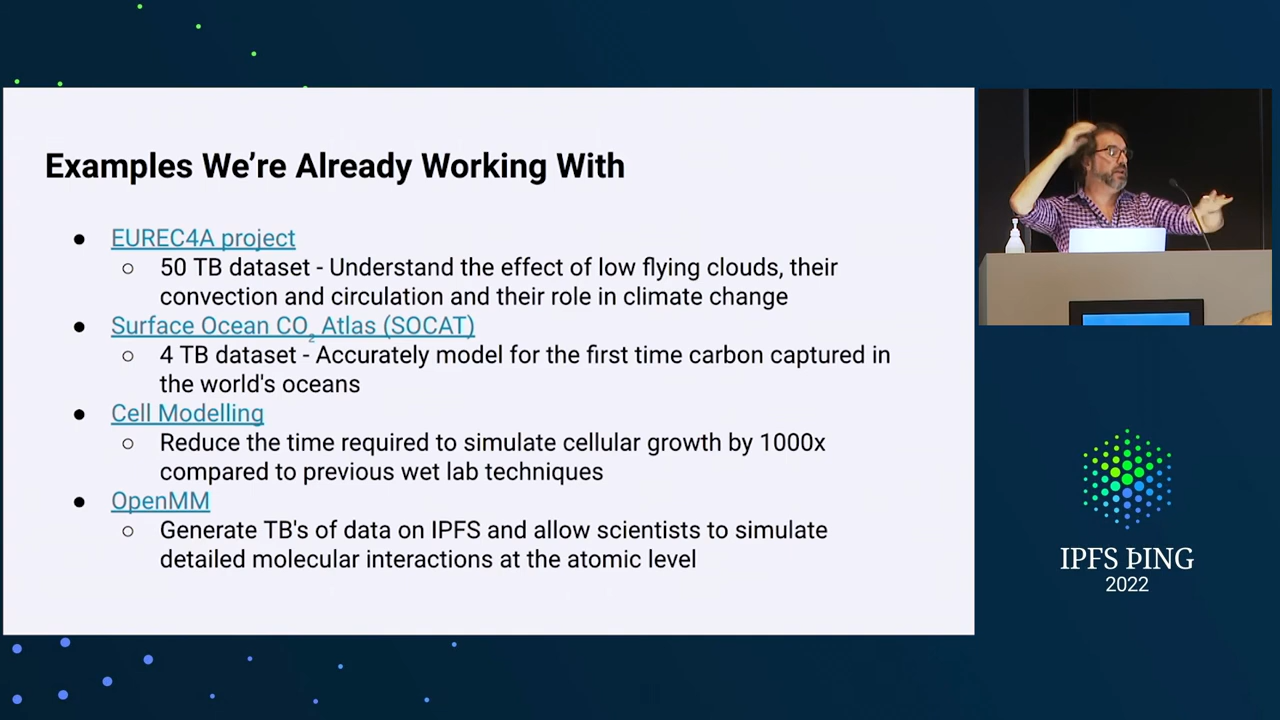 Examples We’re Already Working With
● EUREC4A project
○ 50 TB dataset - Understand the effect of low flying clouds, their
convection and circulation and their role in climate change
● Surface Ocean CO₂ Atlas (SOCAT)
○ 4 TB dataset - Accurately model for the first time carbon captured in
the world's oceans
● Cell Modelling
○ Reduce the time required to simulate cellular growth by 1000x
compared to previous wet lab techniques
● OpenMM
○ Generate TB's of data on IPFS and allow scientists to simulate
detailed molecular interactions at the atomic level
IPFS ÞING
2022